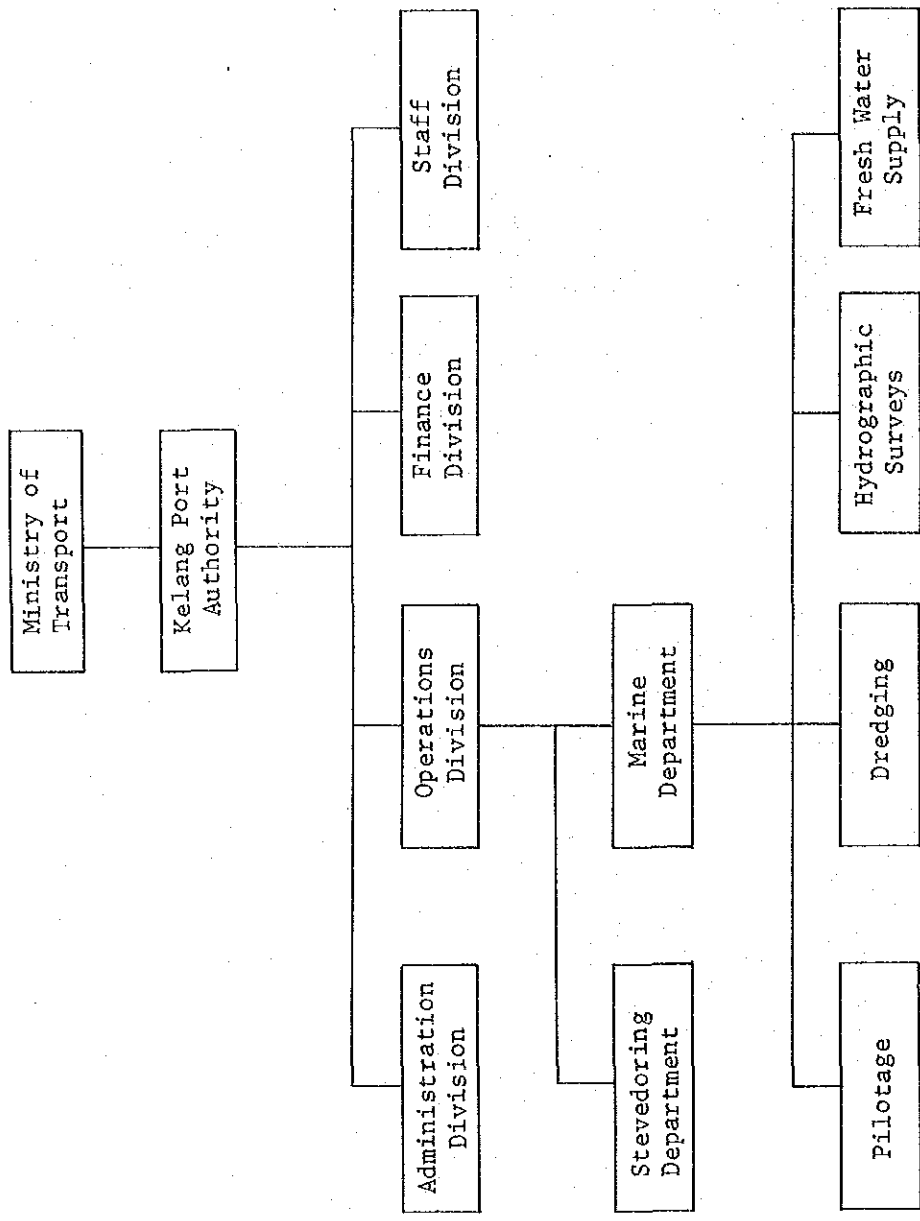 Ministry of
Transport
Kelang Port
Authority
Administration
Division
Operations
Division
Finance
Division
Staff
Division
Stevedoring
Department
Marine
Department
Pilotage
Dredging
Hydrographic
Surveys
Fresh Water
Supply